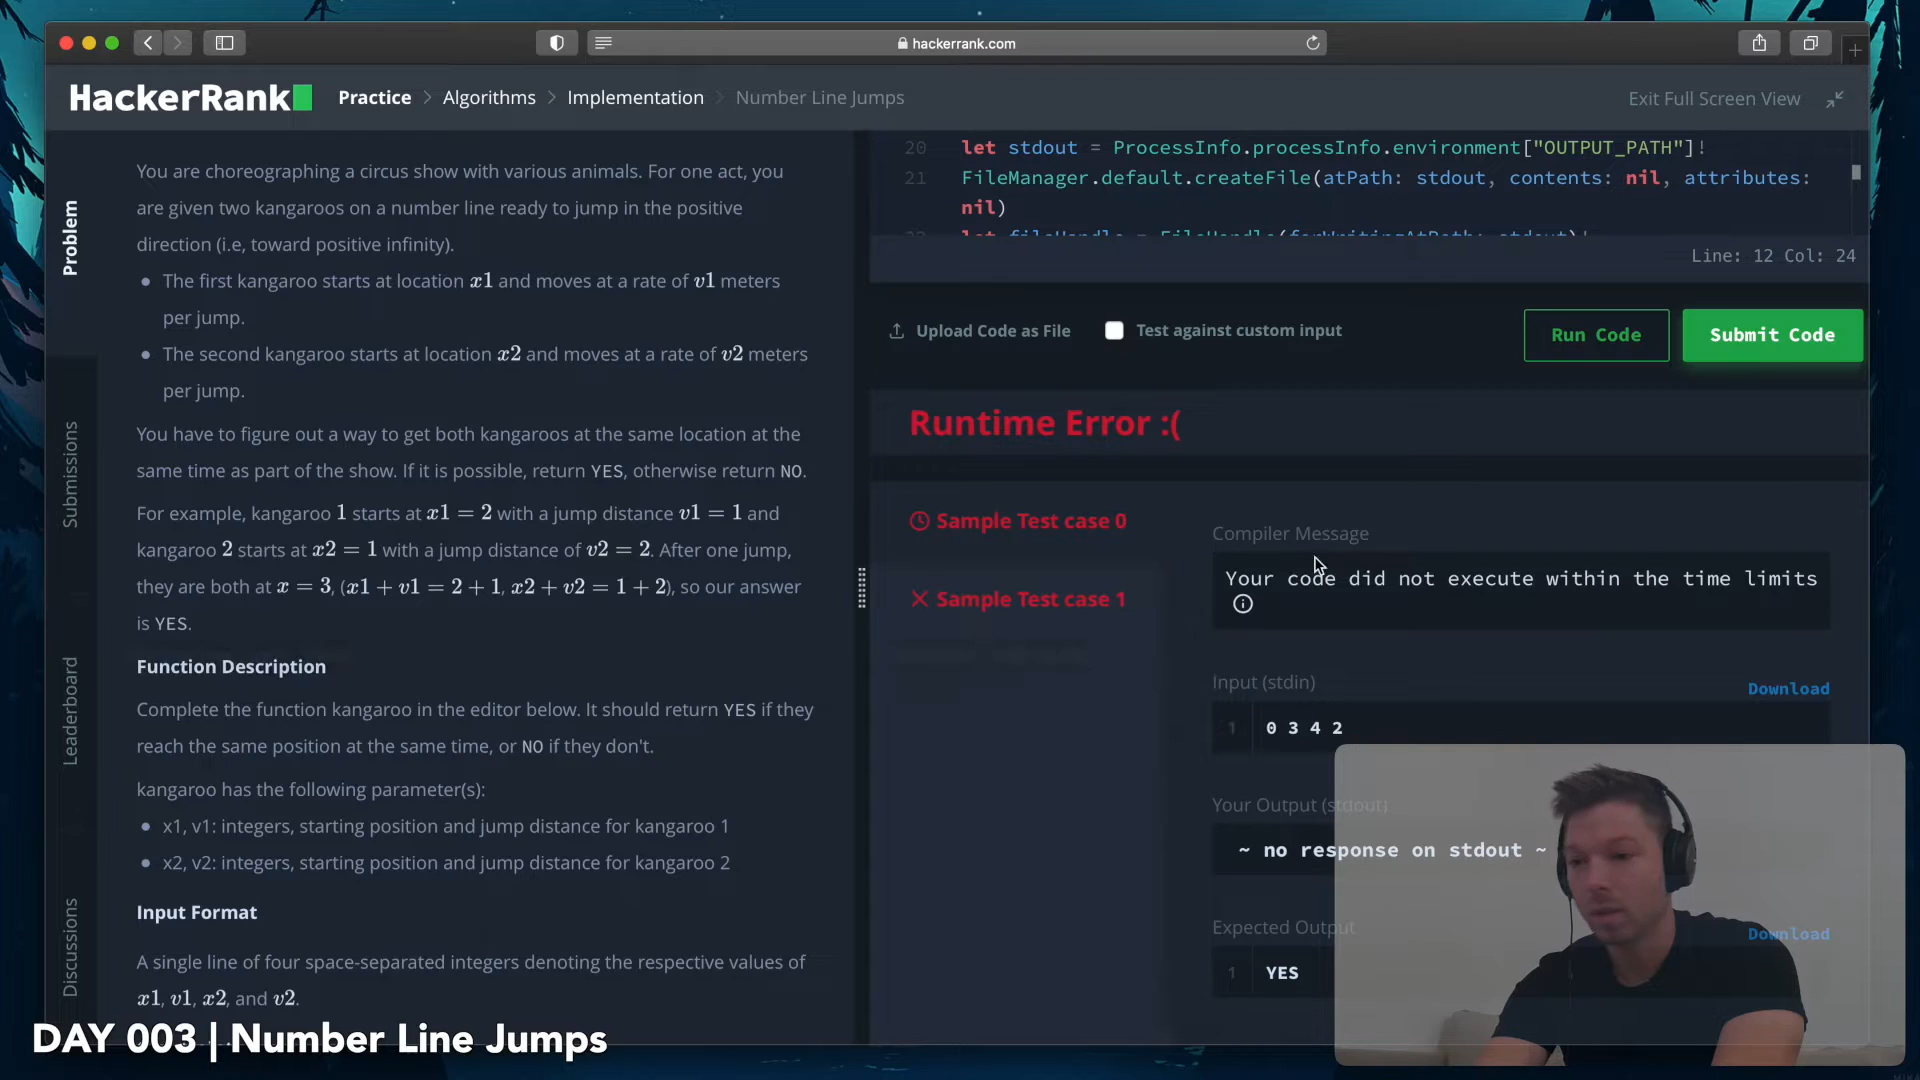 hackerrank.com
HackerRank
Practice > Algorithms > Implementation > Number Line Jumps
Exit Full Screen View
Problem
Submissions
Leaderboard
Discussions
You are choreographing a circus show with various animals. For one act, you
are given two kangaroos on a number line ready to jump in the positive
direction (i.e, toward positive infinity).
• The first kangaroo starts at location x1 and moves at a rate of v1 meters
per jump.
• The second kangaroo starts at location x2 and moves at a rate of v2 meters
per jump.
You have to figure out a way to get both kangaroos at the same location at the
same time as part of the show. If it is possible, return YES, otherwise return NO.
For example, kangaroo 1 starts at x1 = 2 with a jump distance v1 = 1 and
kangaroo 2 starts at x2 = 1 with a jump distance of v2 = 2. After one jump,
they are both at x = 3, (x1 + v1 = 2 + 1, x2 + v2 = 1 + 2), so our answer
is YES.
Function Description
Complete the function kangaroo in the editor below. It should return YES if they
reach the same position at the same time, or NO if they don't.
kangaroo has the following parameter(s):
• x1, v1: integers, starting position and jump distance for kangaroo 1
• x2, v2: integers, starting position and jump distance for kangaroo 2
Input Format
A single line of four space-separated integers denoting the respective values of
x1, v1, x2, and v2.
20 let stdout = ProcessInfo.processInfo.environment["OUTPUT_PATH"]!
21 FileManager.default.createFile(atPath: stdout, contents: nil, attributes:
nil)
Line: 12 Col: 24
Upload Code as File
Test against custom input
Run Code
Submit Code
Runtime Error :(
Sample Test case 0
Sample Test case 1
Compiler Message
Your code did not execute within the time limits
Input (stdin)
Download
1 0 3 4 2
Your Output (stdout)
~ no response on stdout ~
Expected Output
Download
1 YES
DAY 003 | Number Line Jumps